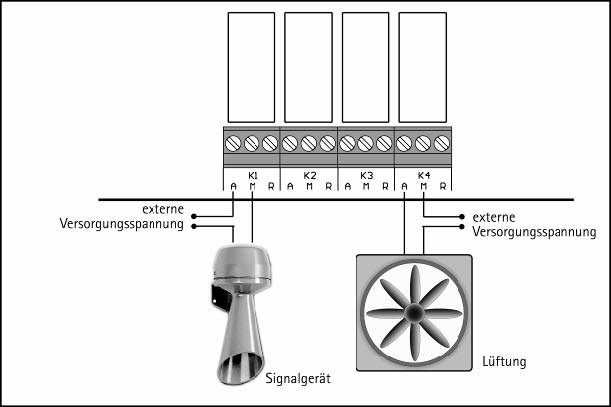 K1 K2 K3 K4
A M R A M R A M R A M R
externe
Versorgungsspannung
externe
Versorgungsspannung
Signalgerät
Lüftung